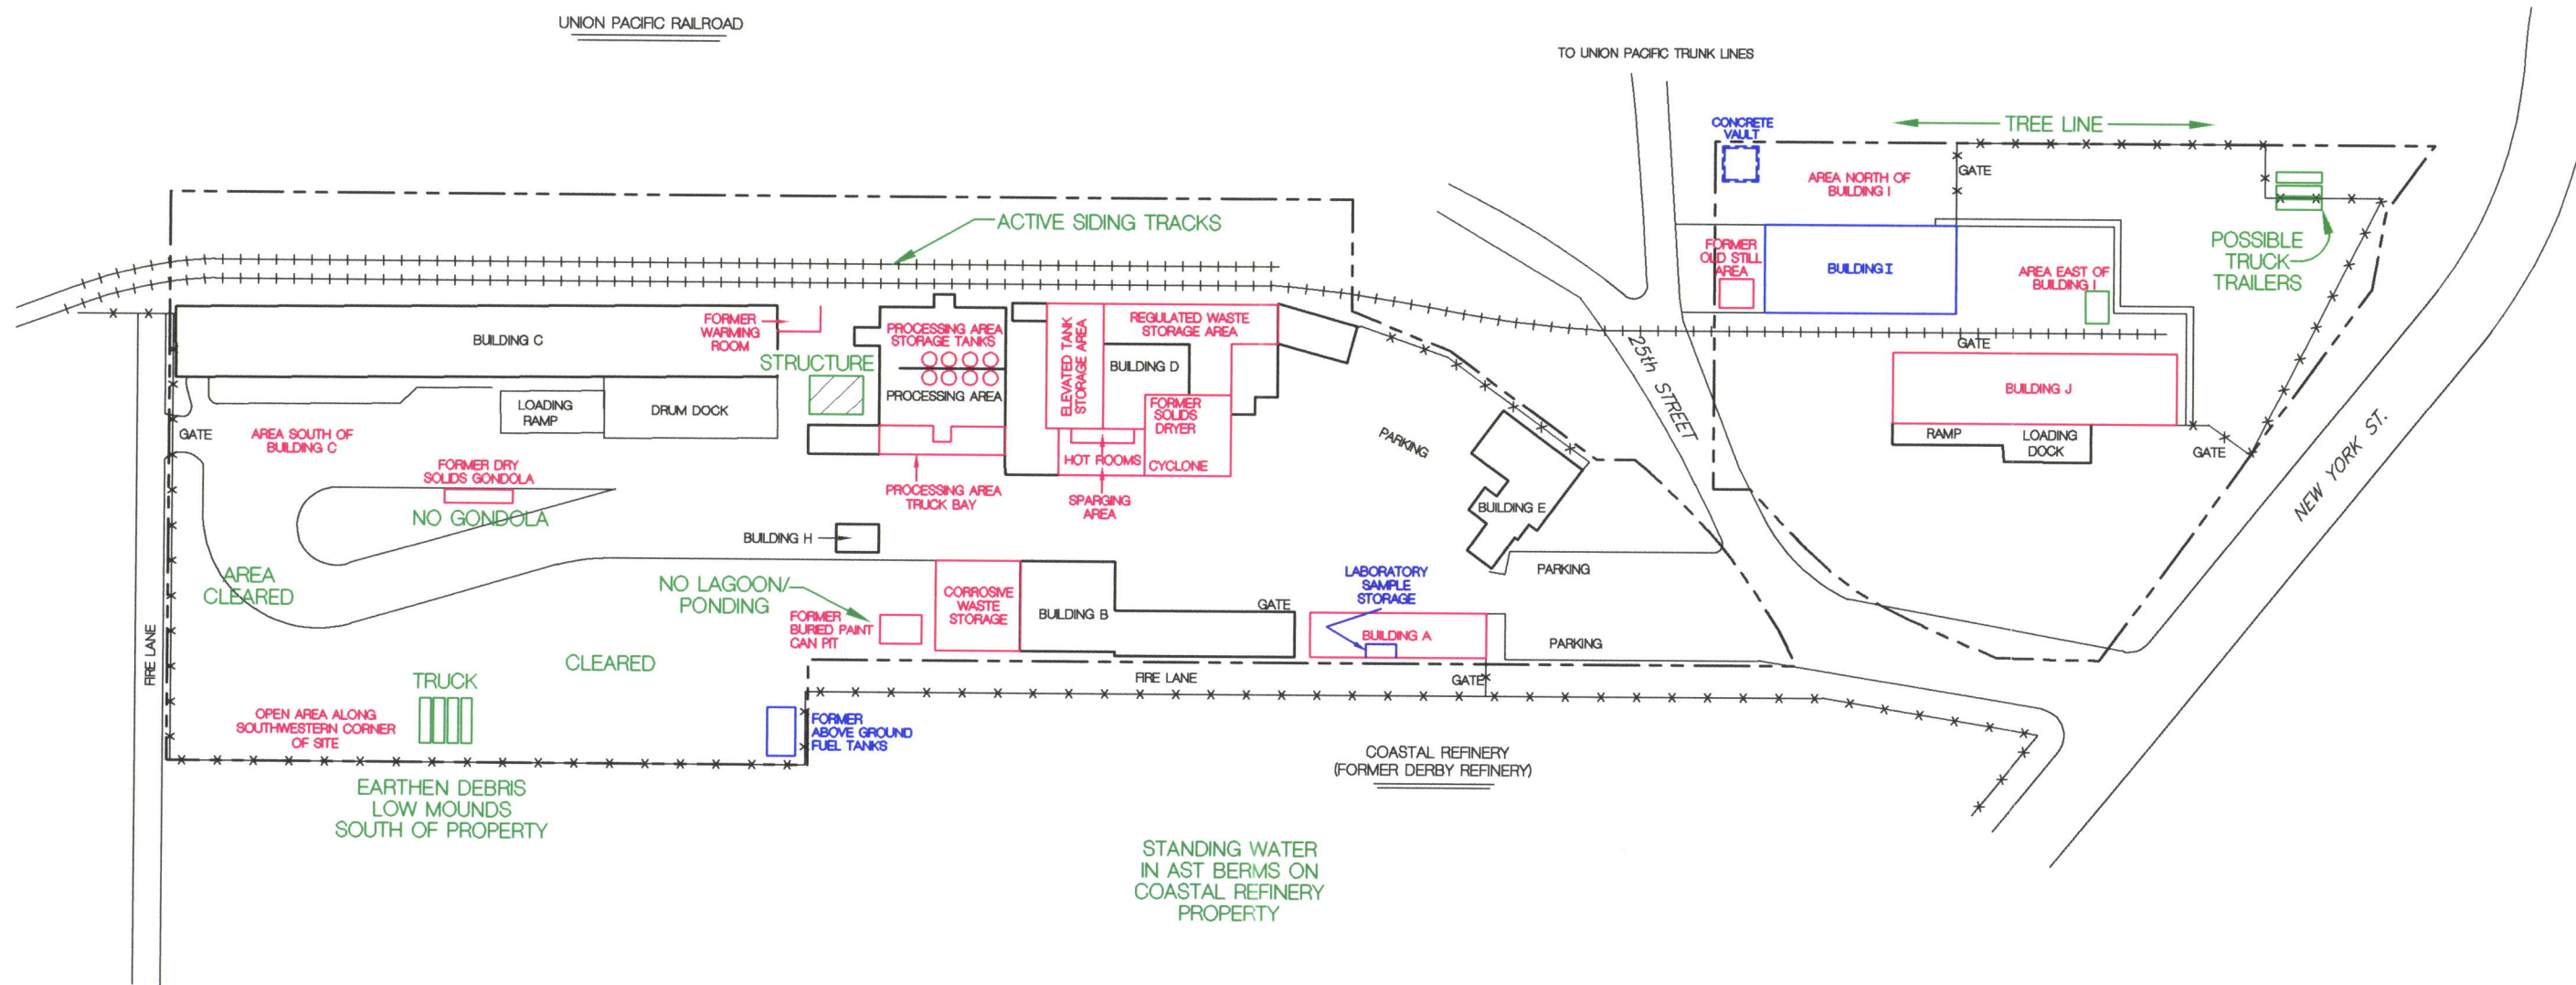 UNION PACIFIC RAILROAD
TO UNION PACIFIC TRUNK LINES
CONCRETE
VAULT
TREE LINE
GATE
AREA NORTH OF
BUILDING I
ACTIVE SIDING TRACKS
POSSIBLE
TRUCK
TRAILERS
FORMER
OLD STILL
AREA
BUILDING I
AREA EAST OF
BUILDING I
BUILDING C
FORMER
WARMING
ROOM
PROCESSING AREA
STORAGE TANKS
ELEVATED TANK
STORAGE AREA
REGULATED WASTE
STORAGE AREA
GATE
25th STREET
STRUCTURE
PROCESSING AREA
BUILDING D
BUILDING J
LOADING
RAMP
DRUM DOCK
FORMER
SOLIDS
DRYER
GATE
AREA SOUTH OF
BUILDING C
PARKING
RAMP
LOADING
DOCK
GATE
NEW YORK ST.
FORMER DRY
SOLIDS GONDOLA
HOT ROOMS
CYCLONE
NO GONDOLA
PROCESSING AREA
TRUCK BAY
SPARGING
AREA
BUILDING E
BUILDING H
AREA
CLEARED
NO LAGOON/
PONDING
LABORATORY
SAMPLE
STORAGE
PARKING
CORROSIVE
WASTE
STORAGE
BUILDING B
GATE
FORMER
BURIED PAINT
CAN PIT
BUILDING A
PARKING
FIRE LANE
CLEARED
TRUCK
FIRE LANE
GATE
OPEN AREA ALONG
SOUTHWESTERN CORNER
OF SITE
FORMER
ABOVE GROUND
FUEL TANKS
COASTAL REFINERY
(FORMER DERBY REFINERY)
EARTHEN DEBRIS
LOW MOUNDS
SOUTH OF PROPERTY
STANDING WATER
IN AST BERMS ON
COASTAL REFINERY
PROPERTY